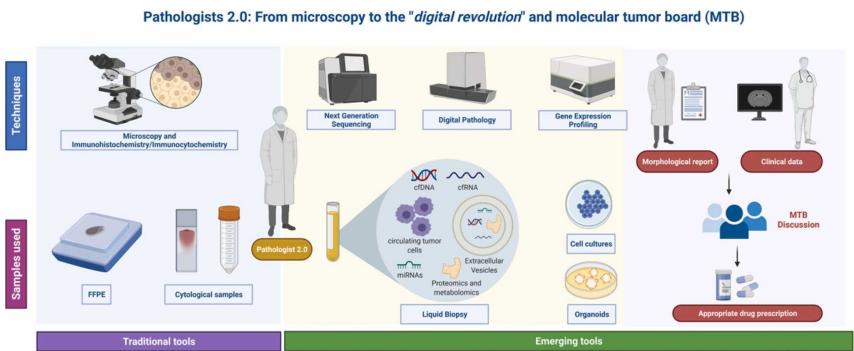 Pathologists 2.0: From microscopy to the "digital revolution" and molecular tumor board (MTB)
Techniques
Microscopy and
Immunohistochemistry/Immunocytochemistry
Next Generation
Sequencing
Digital Pathology
Gene Expression
Profiling
Morphological report
Clinical data
Samples used
FFPE
Cytological samples
Pathologist 2.0
cfDNA
cfRNA
circulating tumor
cells
Extracellular
Vesicles
miRNAs
Proteomics and
metabolomics
Liquid Biopsy
Cell cultures
Organoids
MTB
Discussion
Appropriate drug prescription
Traditional tools
Emerging tools